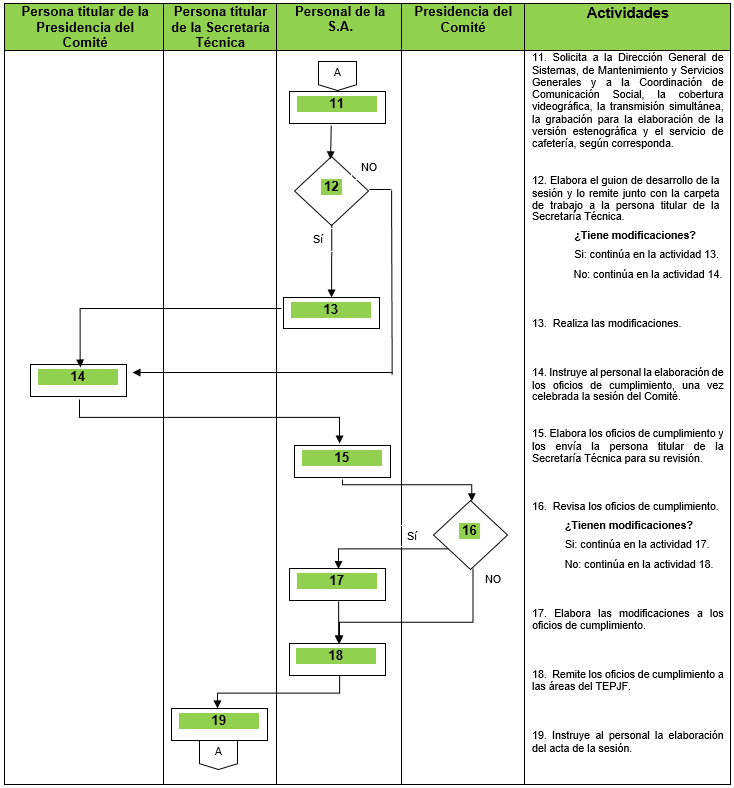 Persona titular de la
Presidencia del
Comité
Persona titular
de la Secretaría
Técnica
Personal de la
S.A.
Presidencia del
Comité
Actividades
A
11
11. Solicita a la Dirección General de
Sistemas, de Mantenimiento y Servicios
Generales y a la Coordinación de
Comunicación Social, la cobertura
videográfica, la transmisión simultánea,
la grabación para la elaboración de la
versión estenográfica y el servicio de
cafetería, según corresponda.
NO
12
Sí
12. Elabora el guion de desarrollo de la
sesión y lo remite junto con la carpeta
de trabajo a la persona titular de la
Secretaría Técnica.
¿Tiene modificaciones?
Si: continúa en la actividad 13.
No: continúa en la actividad 14.
13
13. Realiza las modificaciones.
14
14. Instruye al personal la elaboración de
los oficios de cumplimiento, una vez
celebrada la sesión del Comité.
15
15. Elabora los oficios de cumplimiento y
los envía la persona titular de la
Secretaría Técnica para su revisión.
16
Sí
NO
16. Revisa los oficios de cumplimiento.
¿Tienen modificaciones?
Si: continúa en la actividad 17.
No: continúa en la actividad 18.
17
17. Elabora las modificaciones a los
oficios de cumplimiento.
18
18. Remite los oficios de cumplimiento a
las áreas del TEPJF.
19
A
19. Instruye al personal la elaboración
del acta de la sesión.